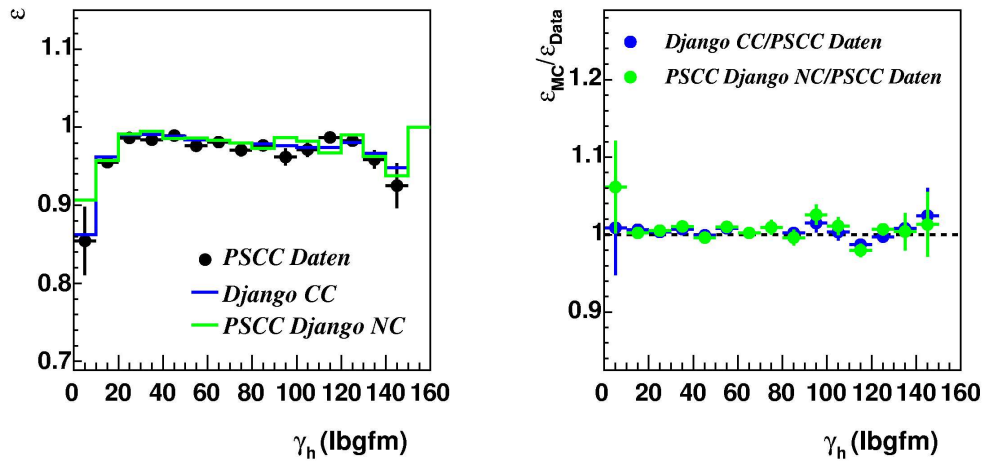 ε
1.1
1
0.9
0.8
0.7
PSCC Daten
Django CC
PSCC Django NC
0 20 40 60 80 100 120 140 160
γh (lbgfm)
εMC/εData
1.2
1.1
1
0.9
Django CC/PSCC Daten
PSCC Django NC/PSCC Daten
0 20 40 60 80 100 120 140 160
γh (lbgfm)